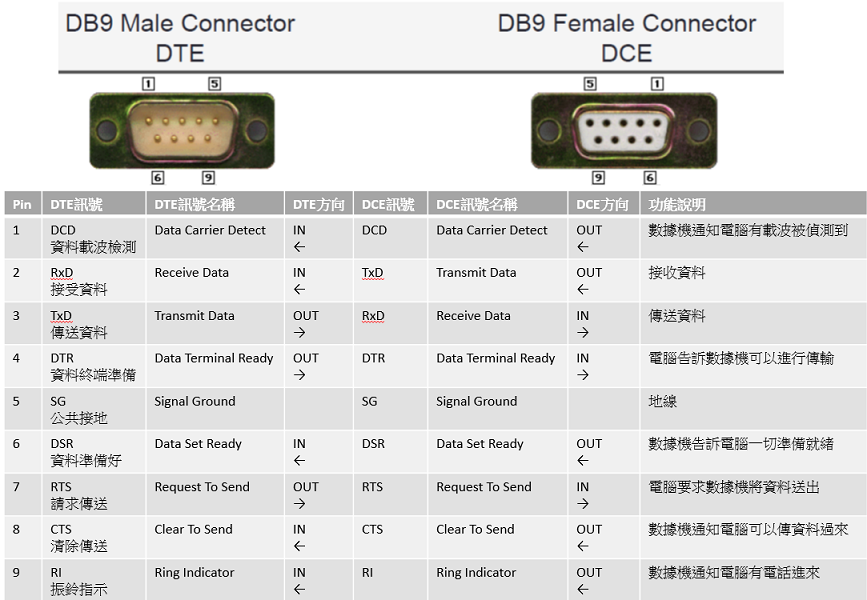 DB9 Male Connector
DTE
DB9 Female Connector
DCE
1 5
5 1
6 9
9 6
Pin DTE訊號 DTE訊號名稱 DTE方向 DCE訊號 DCE訊號名稱 DCE方向 功能說明
1 DCD Data Carrier Detect IN DCD Data Carrier Detect OUT 數據機通知電腦有載波被偵測到
資料載波檢測 ← ←
2 RxD Receive Data IN TxD Transmit Data OUT 接收資料
接受資料 ← ←
3 TxD Transmit Data OUT RxD Receive Data IN 傳送資料
傳送資料 → →
4 DTR Data Terminal Ready OUT DTR Data Terminal Ready IN 電腦告訴數據機可以進行傳輸
資料終端準備 → →
5 SG Signal Ground SG Signal Ground 地線
公共接地
6 DSR Data Set Ready IN DSR Data Set Ready OUT 數據機告訴電腦一切準備就緒
資料準備好 ← ←
7 RTS Request To Send OUT RTS Request To Send IN 電腦要求數據機將資料送出
請求傳送 → →
8 CTS Clear To Send IN CTS Clear To Send OUT 數據機通知電腦可以傳資料過來
清除傳送 ← ←
9 RI Ring Indicator IN RI Ring Indicator OUT 數據機通知電腦有電話進來
振鈴指示 ← ←